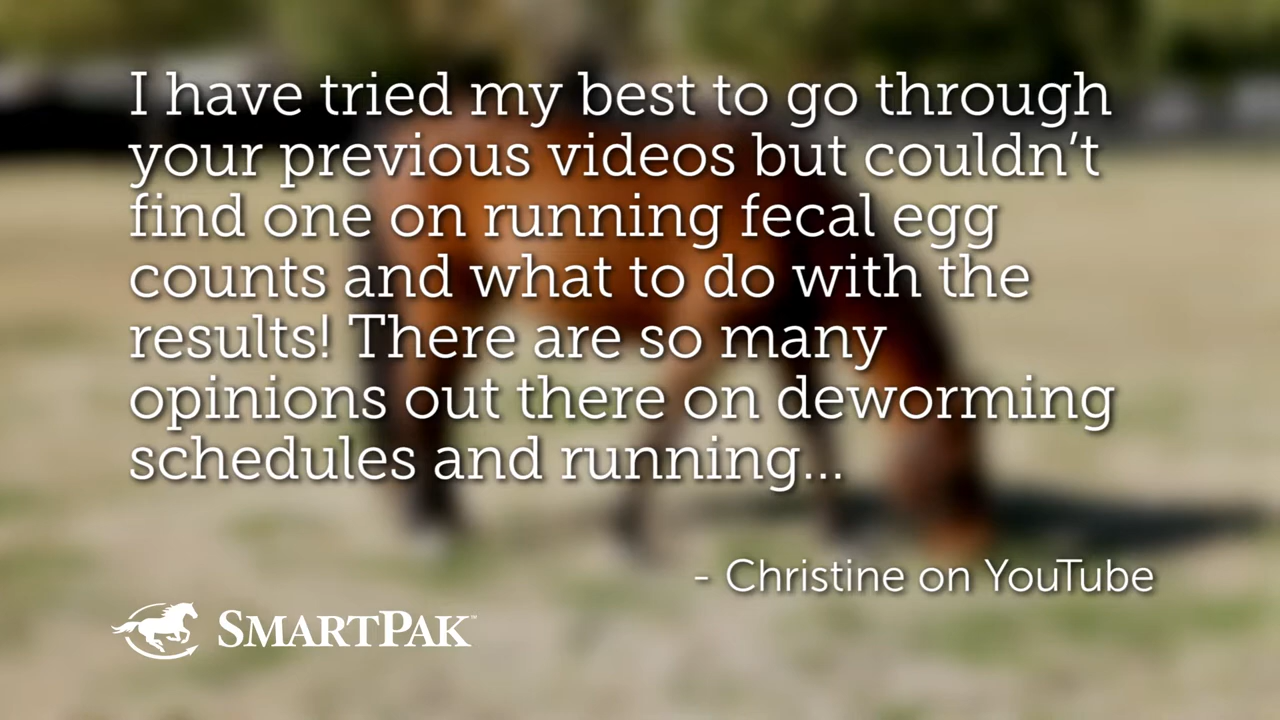 I have tried my best to go through
your previous videos but couldn’t
find one on running fecal egg
counts and what to do with the
results! There are so many
opinions out there on deworming
schedules and running...
- Christine on YouTube
SMARTPAK™